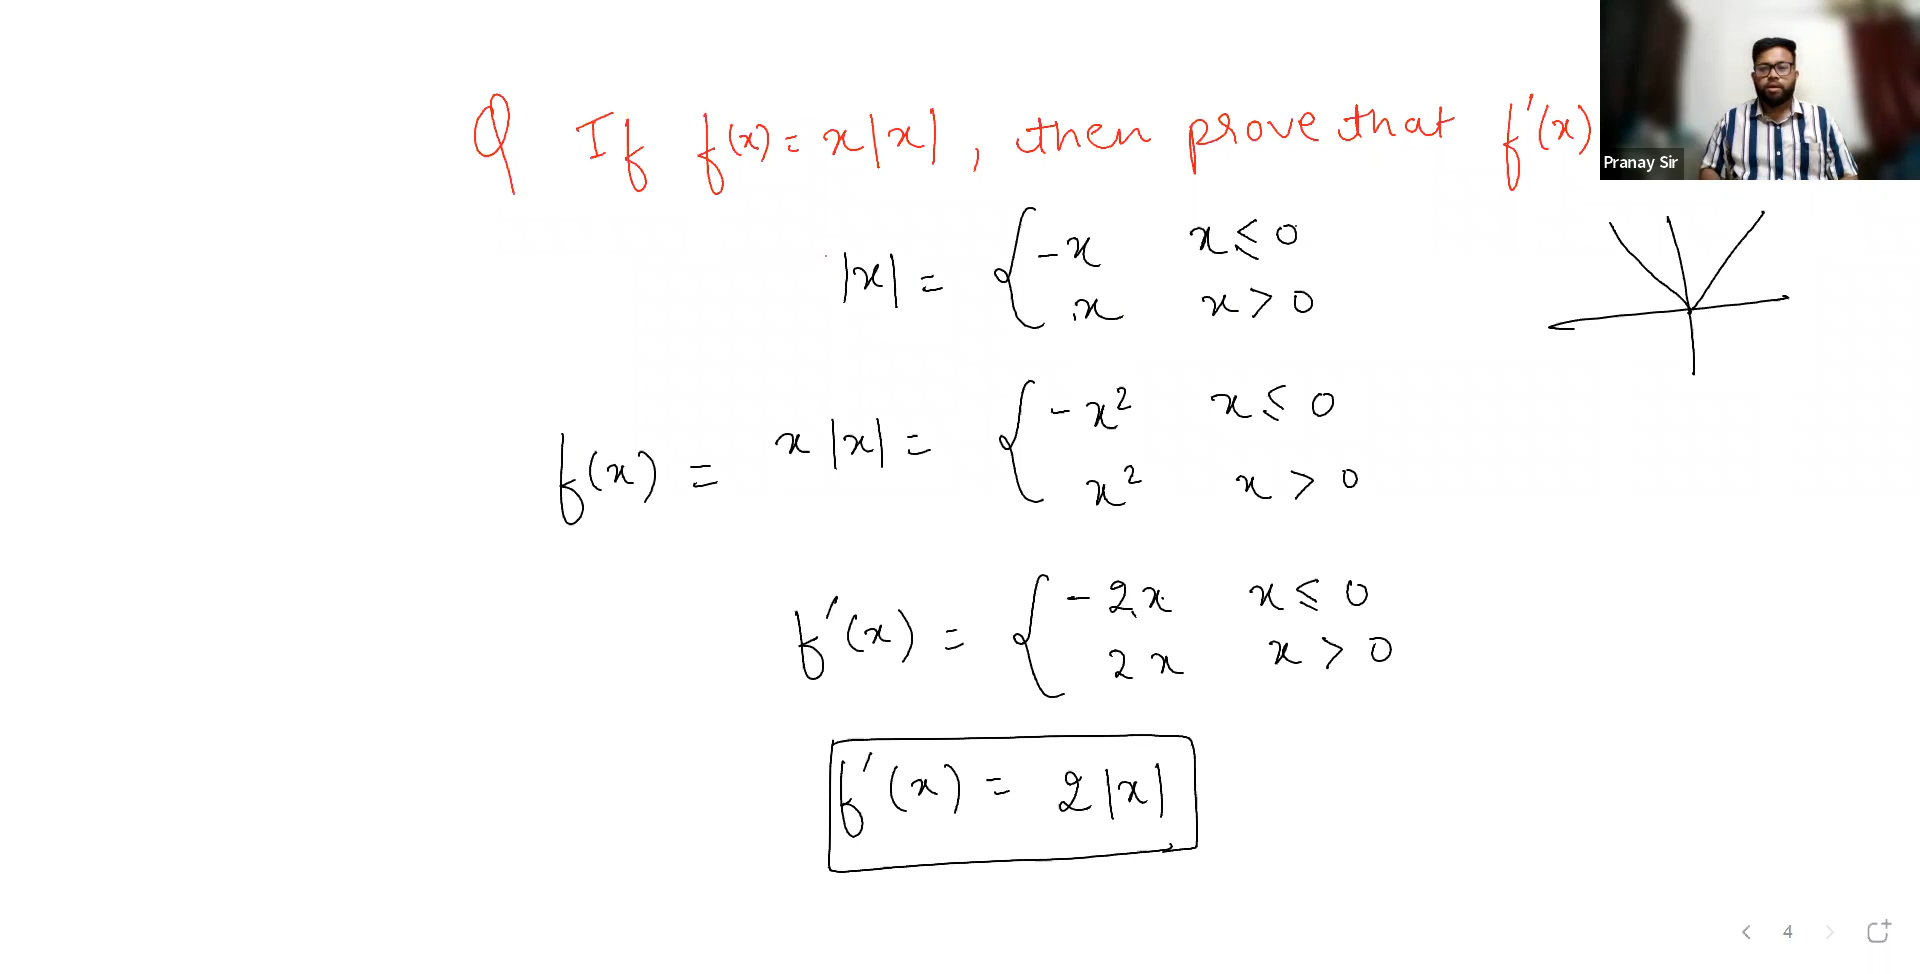 Q If f(x) = x|x|, then prove that f'(x)
Pranay Sir
|x| = { -x x ≤ 0
x x > 0
f(x) = x|x| = { -x² x ≤ 0
x² x > 0
f'(x) = { -2x x ≤ 0
2x x > 0
f'(x) = 2|x|
4